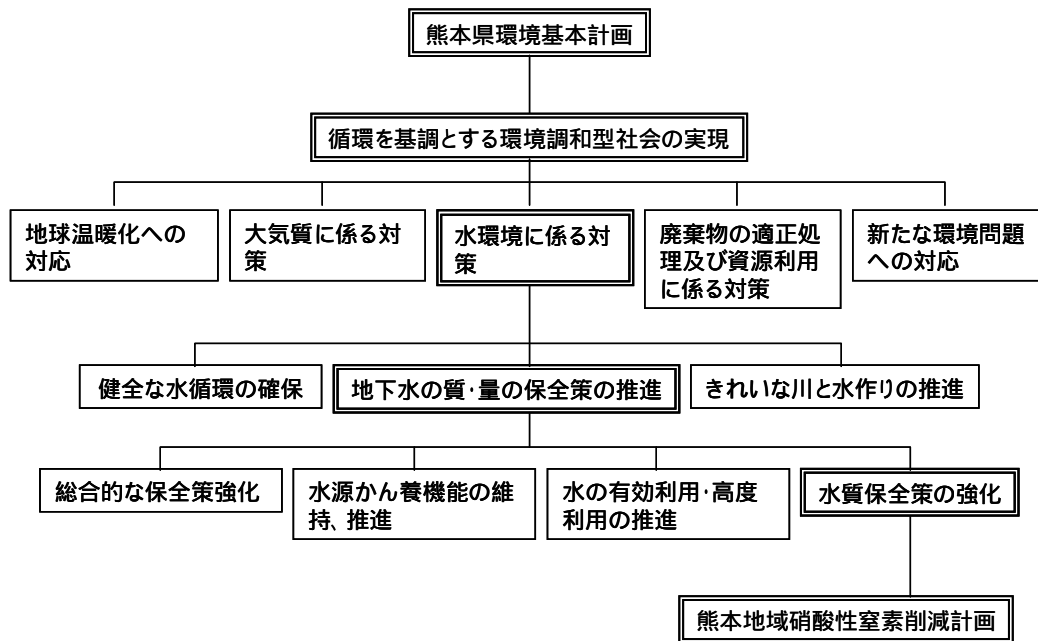 熊本県環境基本計画
循環を基調とする環境調和型社会の実現
地球温暖化への
対応
大気質に係る対
策
水環境に係る対
策
廃棄物の適正処
理及び資源利用
に係る対策
新たな環境問題
への対応
健全な水循環の確保
地下水の質・量の保全策の推進
きれいな川と水作りの推進
総合的な保全策強化
水源かん養機能の維
持、推進
水の有効利用・高度
利用の推進
水質保全策の強化
熊本地域硝酸性窒素削減計画